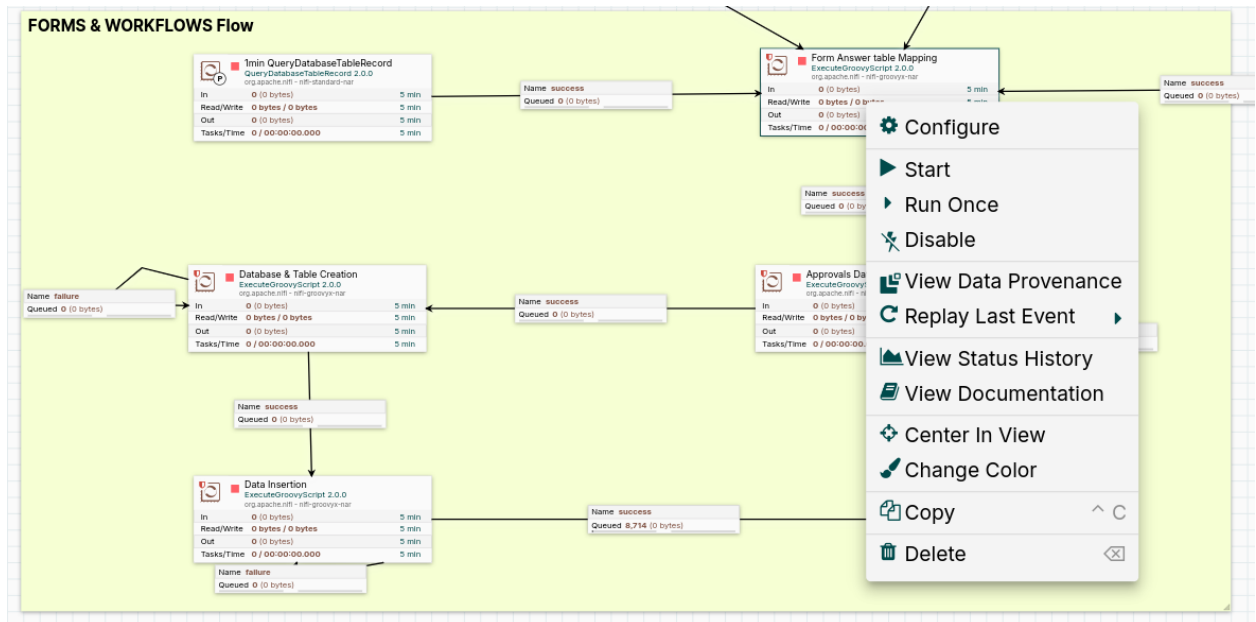 FORMS & WORKFLOWS Flow
P
1min QueryDatabaseTableRecord
QueryDatabaseTableRecord 2.0.0
org.apache.nifi - nifi-standard-nar
In 0 (0 bytes) 5 min
Read/Write 0 bytes / 0 bytes 5 min
Out 0 (0 bytes) 5 min
Tasks/Time 0 / 00:00:00.000 5 min
Name success
Queued 0 (0 bytes)
Form Answer table Mapping
ExecuteGroovyScript 2.0.0
org.apache.nifi - nifi-groovyx-nar
In 0 (0 bytes) 5 min
Read/Write 0 bytes / 0 bytes
Out 0 (0 bytes)
Tasks/Time 0 / 00:00:00
Name success
Queued 0 (0 bytes)
Name success
Queued 0 (0 by
Configure
Start
Run Once
Disable
View Data Provenance
Replay Last Event
View Status History
View Documentation
Center In View
Change Color
Copy ^ C
Delete
Name failure
Queued 0 (0 bytes)
Database & Table Creation
ExecuteGroovyScript 2.0.0
org.apache.nifi - nifi-groovyx-nar
In 0 (0 bytes) 5 min
Read/Write 0 bytes / 0 bytes 5 min
Out 0 (0 bytes) 5 min
Tasks/Time 0 / 00:00:00.000 5 min
Name success
Queued 0 (0 bytes)
Approvals Da
ExecuteGroovyS
org.apache.nifi - n
In 0 (0 bytes)
Read/Write 0 bytes / 0 by
Out 0 (0 bytes)
Tasks/Time 0 / 00:00:00.
Name success
Queued 0 (0 bytes)
Data Insertion
ExecuteGroovyScript 2.0.0
org.apache.nifi - nifi-groovyx-nar
In 0 (0 bytes) 5 min
Read/Write 0 bytes / 0 bytes 5 min
Out 0 (0 bytes) 5 min
Tasks/Time 0 / 00:00:00.000 5 min
Name success
Queued 8,714 (0 bytes)
Name failure
Queued 0 (0 bytes)